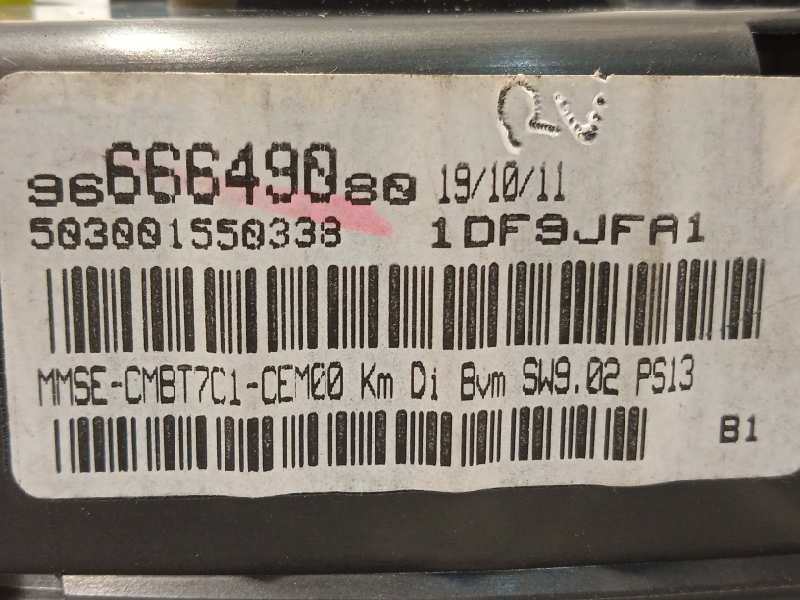 RV
9666649080 19/10/11
503001550338 1DF9JFA1
MMSE-CMBT7C1-CEM00 Km Di Bvm SW9.02 PS13
B1